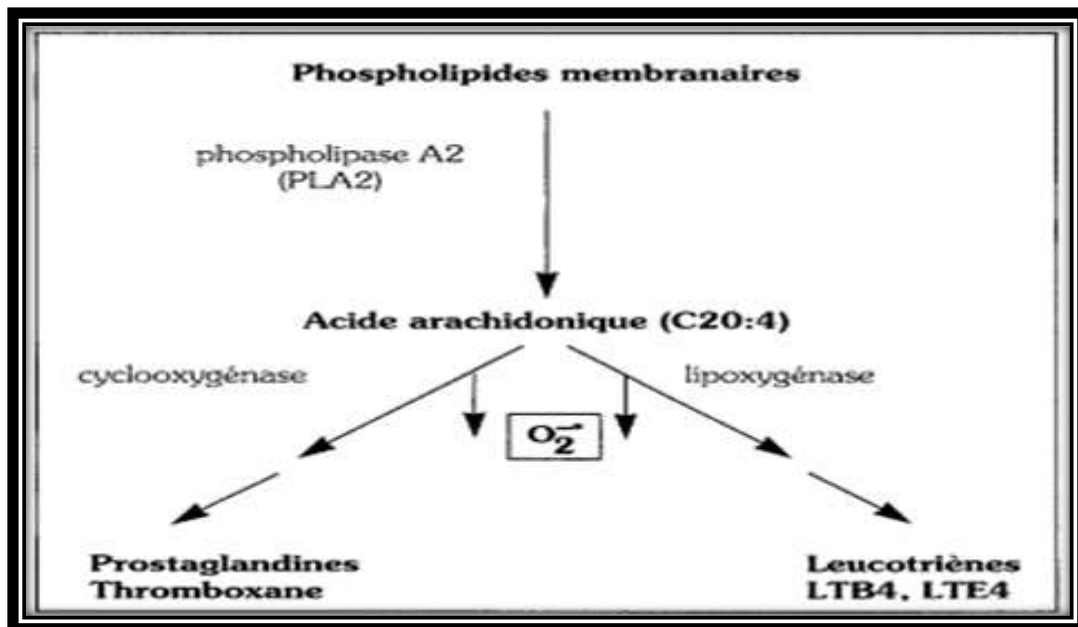 Phospholipides membranaires
phospholipase A2
(PLA2)
Acide arachidonique (C20:4)
cyclooxygénase
lipoxygénase
O2-
Prostaglandines
Thromboxane
Leucotriènes
LTB4, LTE4